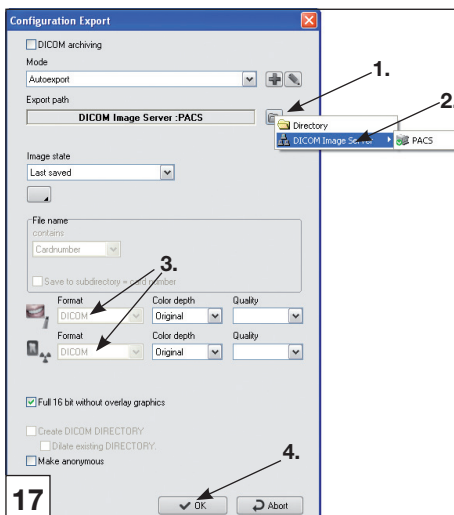 Configuration Export
DICOM archiving
Mode
Autoexport
1.
Export path
DICOM Image Server :PACS
2.
Directory
DICOM Image Server
PACS
Image state
Last saved
File name
contains
Cardnumber
3.
Save to subdirectory = card number
Format Color depth Quality
DICOM Original
Format Color depth Quality
DICOM Original
Full 16 bit without overlay graphics
Create DICOM DIRECTORY
Dilate existing DIRECTORY.
Make anonymous
4.
17
OK Abort